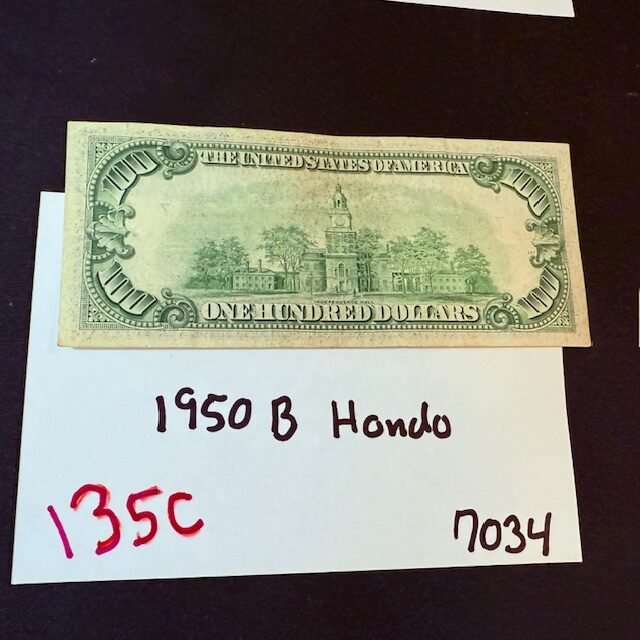 100 THE UNITED STATES OF AMERICA 100
INDEPENDENCE HALL
100 ONE HUNDRED DOLLARS 100
1950 B Hondo
135C
7034